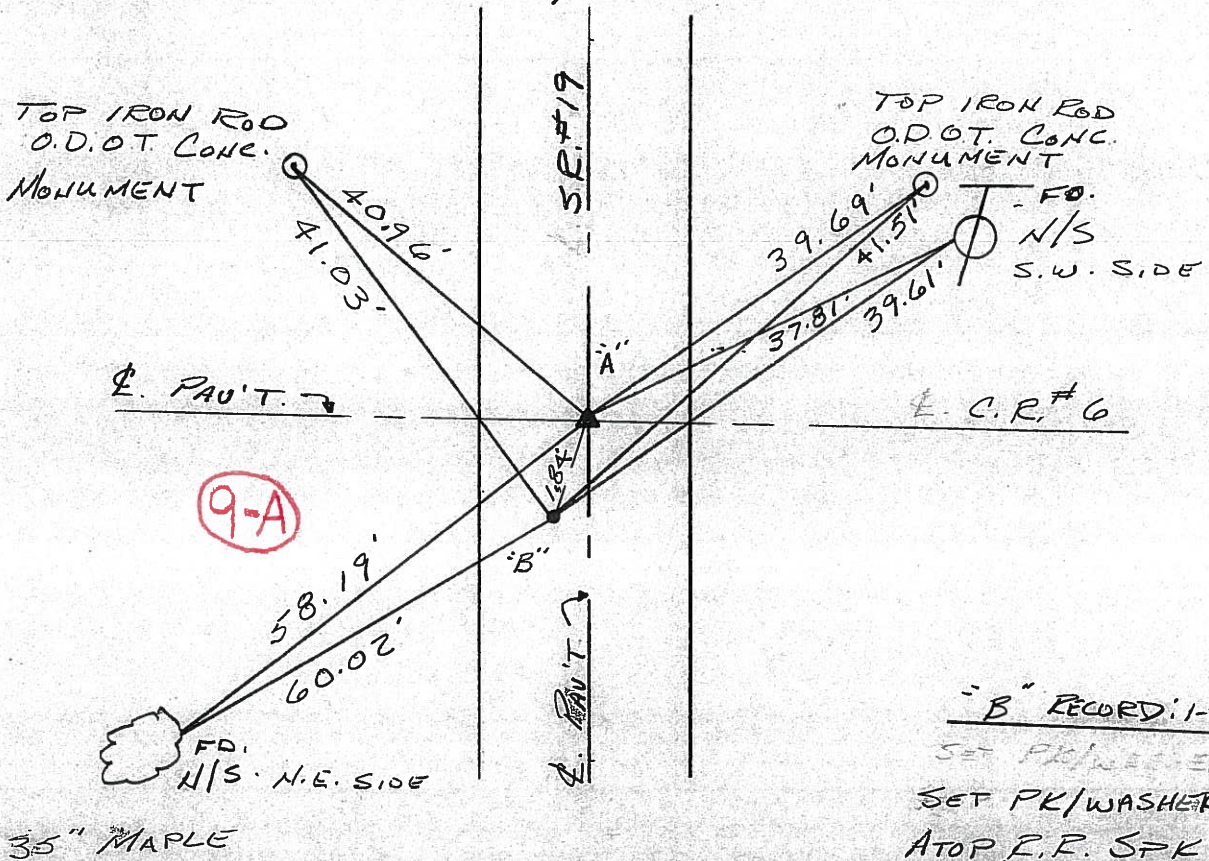 S.R.#19
TOP IRON ROD
O.D.O.T. CONC.
MONUMENT
TOP IRON ROD
O.D.O.T. CONC.
MONUMENT
FD.
N/S
S.W. SIDE
40.96'
41.03'
39.69'
41.51'
37.81'
39.61'
"A"
℄. PAV'T.
℄ C.R.#6
9-A
1.84'
"B"
58.19'
60.02'
℄. PAV'T
FD.
N/S. N.E. SIDE
35" MAPLE
"B" RECORD: 1-
SET PK/WASHER
ATOP R.R. SPK